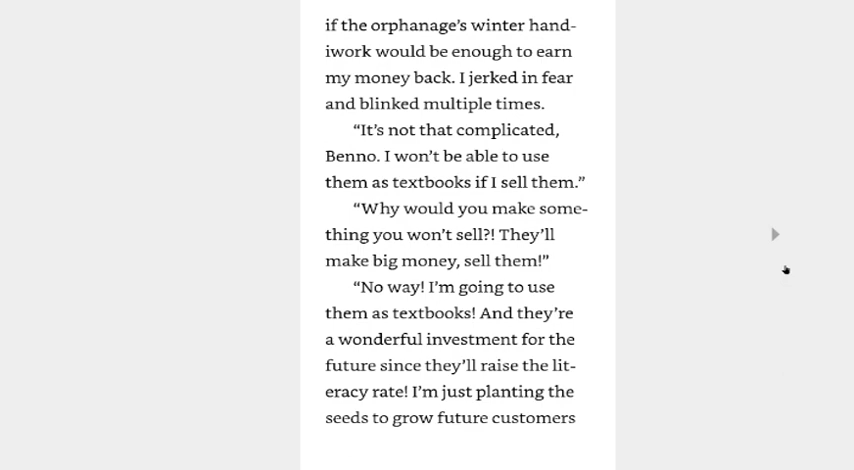 if the orphanage’s winter hand-
iwork would be enough to earn
my money back. I jerked in fear
and blinked multiple times.
“It’s not that complicated,
Benno. I won’t be able to use
them as textbooks if I sell them.”
“Why would you make some-
thing you won’t sell?! They’ll
make big money, sell them!”
“No way! I’m going to use
them as textbooks! And they’re
a wonderful investment for the
future since they’ll raise the lit-
eracy rate! I’m just planting the
seeds to grow future customers